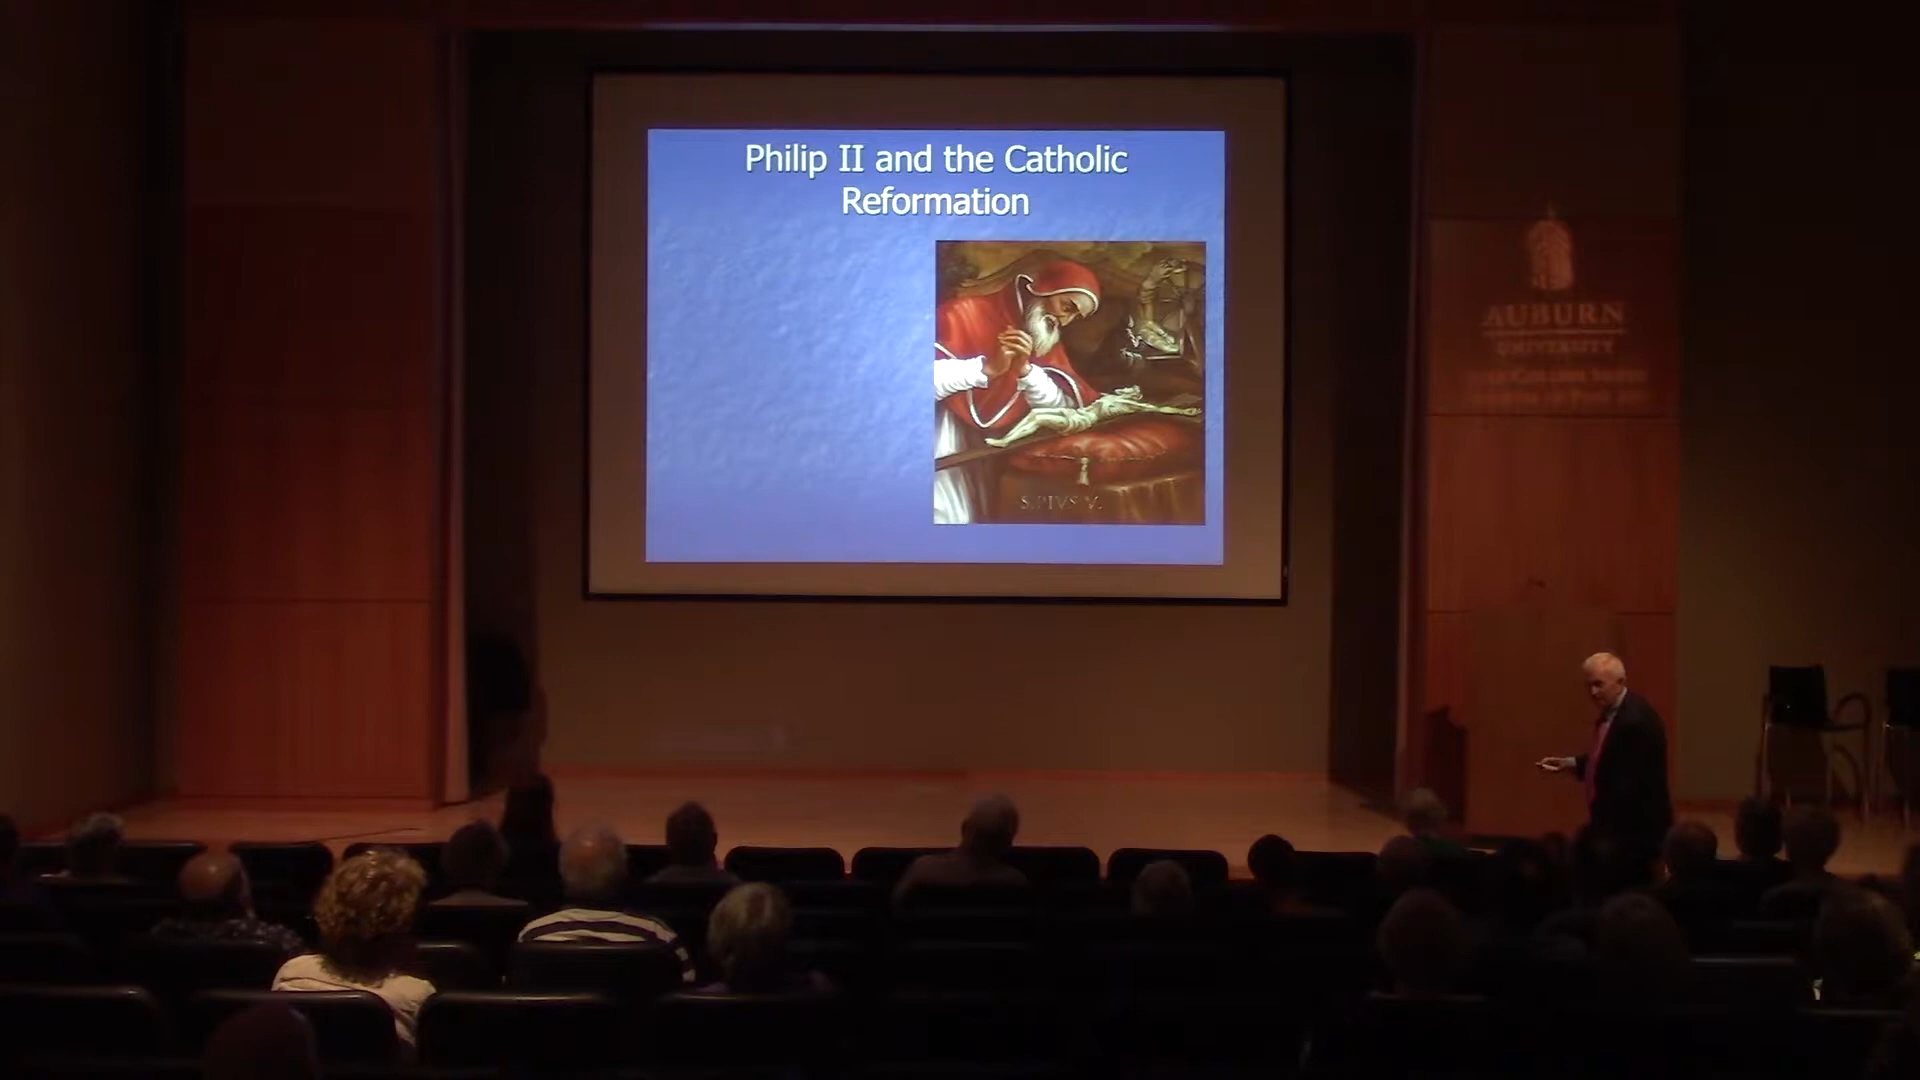 Philip II and the Catholic
Reformation
S. PIVS V.
AUBURN
UNIVERSITY